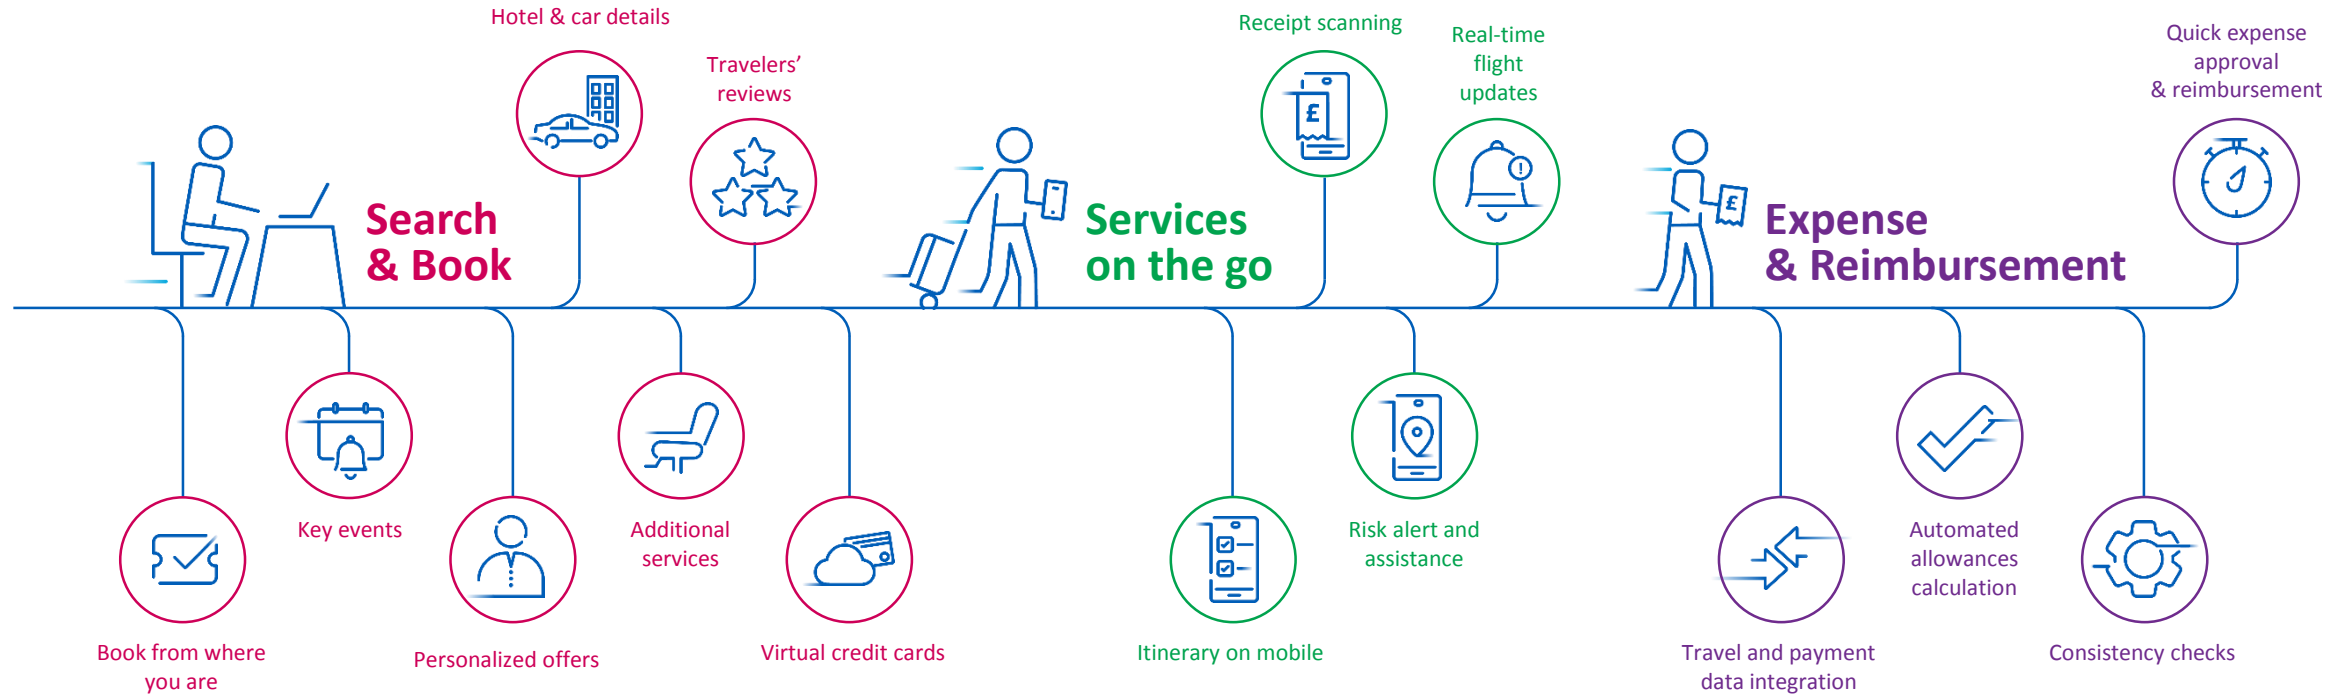 Hotel & car details
Travelers’
reviews
Search
& Book
Book from where
you are
Key events
Personalized offers
Additional
services
Virtual credit cards
Receipt scanning
£
Real-time
flight
updates
Services
on the go
Itinerary on mobile
Risk alert and
assistance
£
Expense
& Reimbursement
Quick expense
approval
& reimbursement
Travel and payment
data integration
Automated
allowances
calculation
Consistency checks